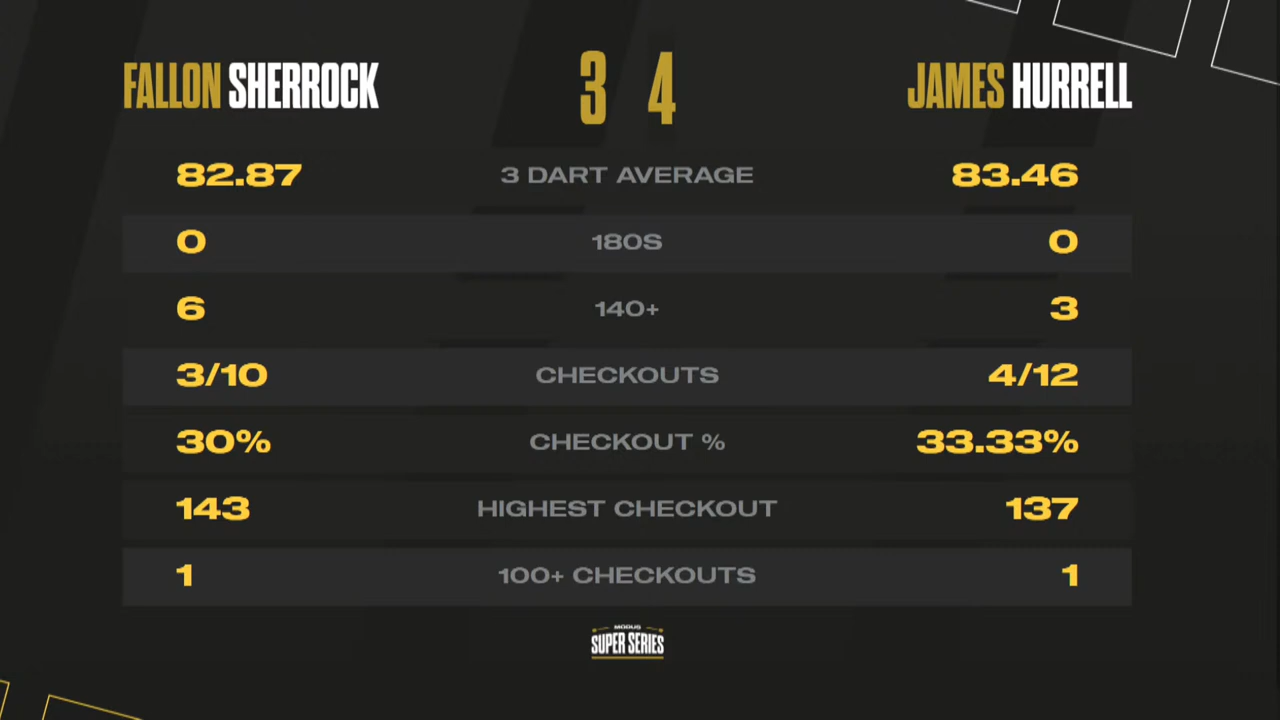 FALLON SHERROCK 3 4 JAMES HURRELL
82.87 3 DART AVERAGE 83.46
0 180S 0
6 140+ 3
3/10 CHECKOUTS 4/12
30% CHECKOUT % 33.33%
143 HIGHEST CHECKOUT 137
1 100+ CHECKOUTS 1
MODUS
SUPER SERIES